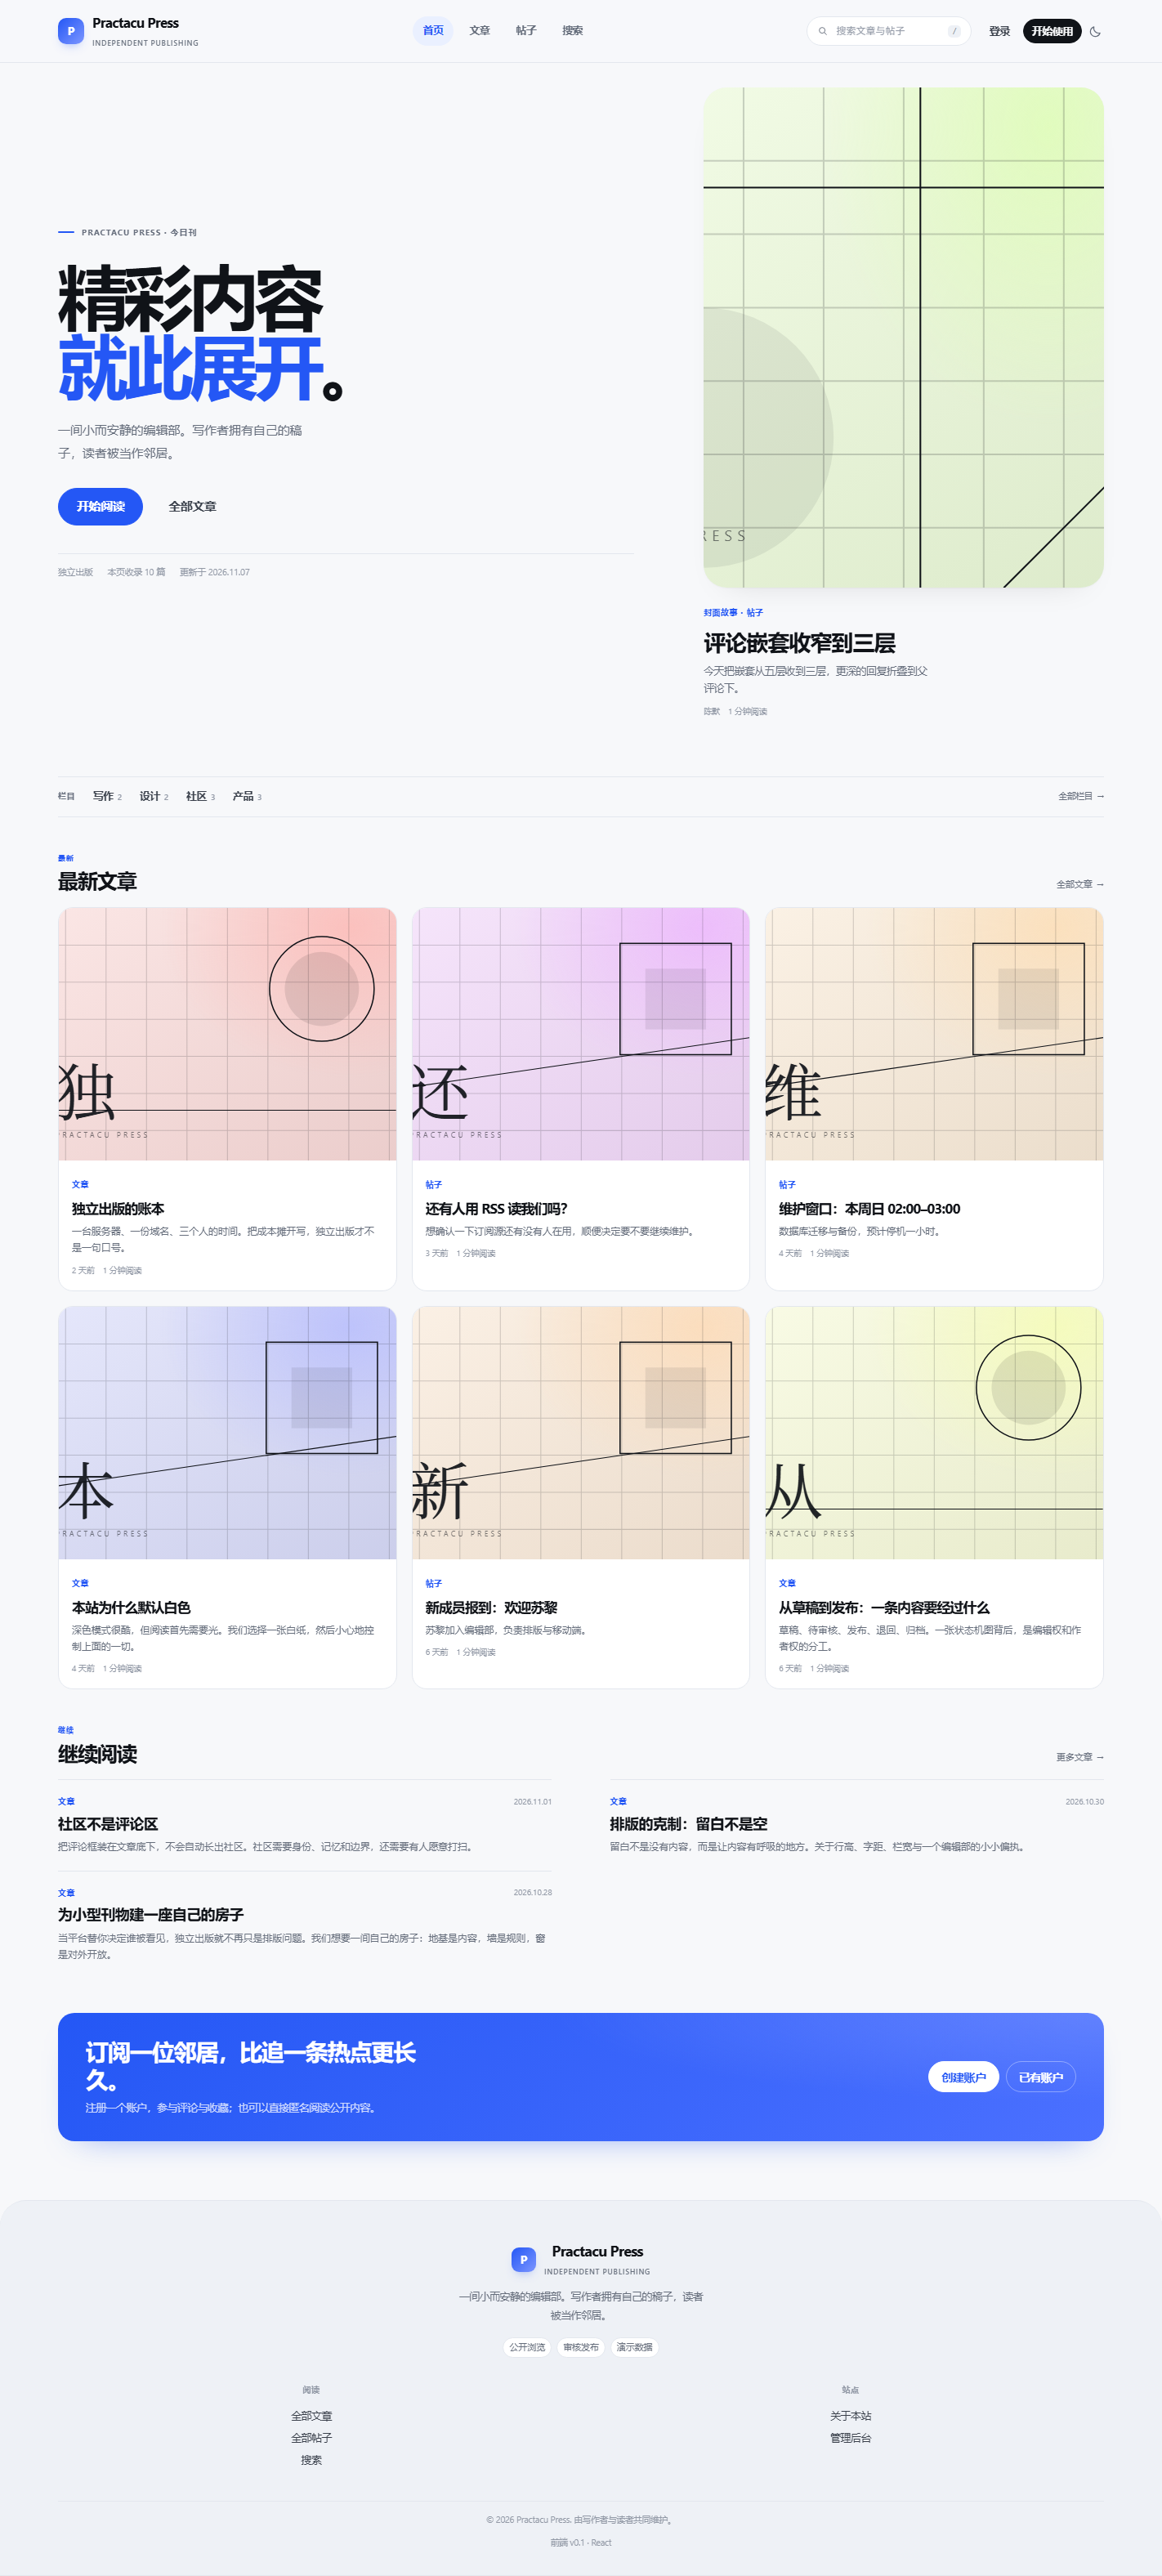 P
Practacu Press
INDEPENDENT PUBLISHING
首页 文章 帖子 搜索
搜索文章与帖子 /
登录 开始使用
PRACTACU PRESS · 今日刊
精彩内容
就此展开。
一间小而安静的编辑部。写作者拥有自己的稿
子，读者被当作邻居。
开始阅读 全部文章
独立出版 本页收录 10 篇 更新于 2026.11.07
RESS
封面故事 · 帖子
评论嵌套收窄到三层
今天把嵌套从五层收到三层，更深的回复折叠到父
评论下。
陈默 1 分钟阅读
栏目 写作 2 设计 2 社区 3 产品 3
全部栏目 →
最新
最新文章
全部文章 →
独
RACTACU PRESS
文章
独立出版的账本
一台服务器、一份域名、三个人的时间。把成本摊开写，独立出版才不
是一句口号。
2 天前 1 分钟阅读
还
RACTACU PRESS
帖子
还有人用 RSS 读我们吗？
想确认一下订阅源还有没有人在用，顺便决定要不要继续维护。
3 天前 1 分钟阅读
维
RACTACU PRESS
帖子
维护窗口：本周日 02:00–03:00
数据库迁移与备份，预计停机一小时。
4 天前 1 分钟阅读
本
RACTACU PRESS
文章
本站为什么默认白色
深色模式很酷，但阅读首先需要光。我们选择一张白纸，然后小心地控
制上面的一切。
4 天前 1 分钟阅读
新
RACTACU PRESS
帖子
新成员报到：欢迎苏黎
苏黎加入编辑部，负责排版与移动端。
6 天前 1 分钟阅读
从
RACTACU PRESS
文章
从草稿到发布：一条内容要经过什么
草稿、待审核、发布、退回、归档。一张状态机图背后，是编辑权和作
者权的分工。
6 天前 1 分钟阅读
继续
继续阅读
更多文章 →
文章 2026.11.01
社区不是评论区
把评论框装在文章底下，不会自动长出社区。社区需要身份、记忆和边界，还需要有人愿意打扫。
文章 2026.10.30
排版的克制：留白不是空
留白不是没有内容，而是让内容有呼吸的地方。关于行高、字距、栏宽与一个编辑部的小小偏执。
文章 2026.10.28
为小型刊物建一座自己的房子
当平台替你决定谁被看见，独立出版就不再只是排版问题。我们想要一间自己的房子：地基是内容，墙是规则，窗
是对外开放。
订阅一位邻居，比追一条热点更长
久。
注册一个账户，参与评论与收藏；也可以直接匿名阅读公开内容。
创建账户 已有账户
P
Practacu Press
INDEPENDENT PUBLISHING
一间小而安静的编辑部。写作者拥有自己的稿子，读者
被当作邻居。
公开浏览 审核发布 演示数据
阅读
全部文章
全部帖子
搜索
站点
关于本站
管理后台
© 2026 Practacu Press. 由写作者与读者共同维护。
前端 v0.1 · React